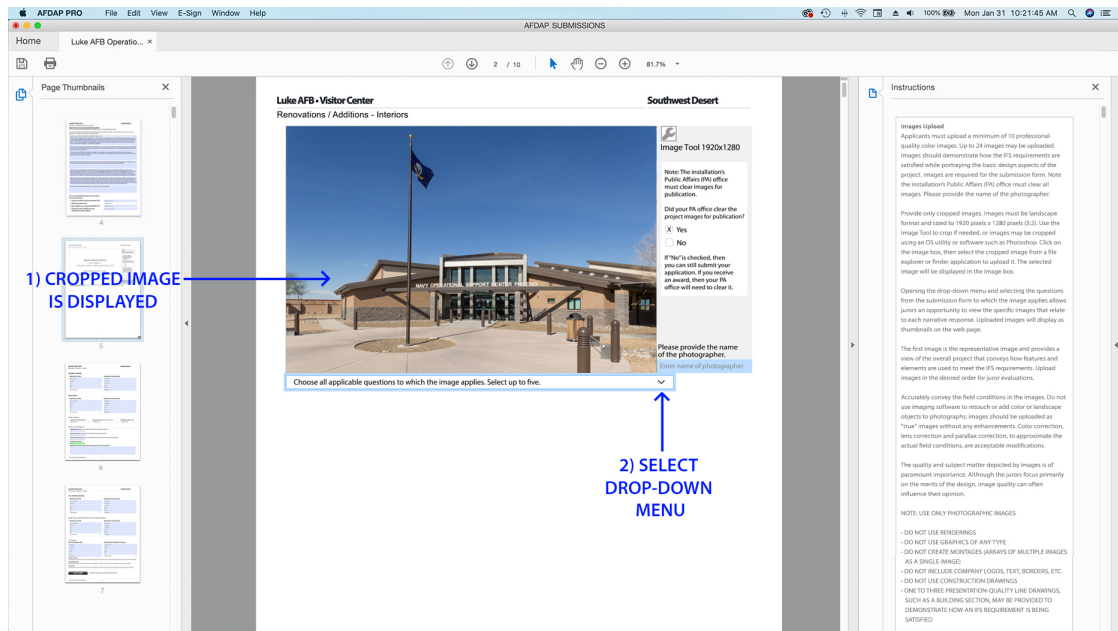 AFDAP PRO File Edit View E-Sign Window Help
100% Mon Jan 31 10:21:45 AM
AFDAP SUBMISSIONS
Home Luke AFB Operatio... ×
2 / 10 81.7%
Page Thumbnails
4
5
6
7
Luke AFB • Visitor Center Southwest Desert
Renovations / Additions - Interiors
NAVY OPERATIONAL SUPPORT CENTER PHOENIX
Image Tool 1920x1280
Note: The installation's
Public Affairs (PA) office
must clear images for
publication.
Did your PA office clear the
project images for publication?
X Yes
No
If "No" is checked, then
you can still submit your
application. If you receive
an award, then your PA
office will need to clear it.
Please provide the name
of the photographer.
Enter name of photographer
Choose all applicable questions to which the image applies. Select up to five.
1) CROPPED IMAGE
IS DISPLAYED
2) SELECT
DROP-DOWN
MENU
Instructions
Images Upload
Applicants must upload a minimum of 10 professional-
quality color images. Up to 24 images may be uploaded.
Images should demonstrate how the IFS requirements are
satisfied while portraying the basic design aspects of the
project. Images are required for the submission form. Note
the installation's Public Affairs (PA) office must clear all
images. Please provide the name of the photographer.
Provide only cropped images. Images must be landscape
format and sized to 1920 pixels x 1280 pixels (3:2). Use the
Image Tool to crop if needed, or images may be cropped
using an OS utility or software such as Photoshop. Click on
the image box, then select the cropped image from a file
explorer or finder application to upload it. The selected
image will be displayed in the image box.
Opening the drop-down menu and selecting the questions
from the submission form to which the image applies allows
jurors an opportunity to view the specific images that relate
to each narrative response. Uploaded images will display as
thumbnails on the web page.
The first image is the representative image and provides a
view of the overall project that conveys how features and
elements are used to meet the IFS requirements. Upload
images in the desired order for juror evaluations.
Accurately convey the field conditions in the images. Do not
use imaging software to retouch or add color or landscape
objects to photographs; images should be uploaded as
"true" images without any enhancements. Color correction,
lens correction and parallax correction, to approximate the
actual field conditions, are acceptable modifications.
The quality and subject matter depicted by images is of
paramount importance. Although the jurors focus primarily
on the merits of the design, image quality can often
influence their opinion.
NOTE: USE ONLY PHOTOGRAPHIC IMAGES
- DO NOT USE RENDERINGS
- DO NOT USE GRAPHICS OF ANY TYPE
- DO NOT CREATE MONTAGES (ARRAYS OF MULTIPLE IMAGES
AS A SINGLE IMAGE)
- DO NOT INCLUDE COMPANY LOGOS, TEXT, BORDERS, ETC.
- DO NOT USE CONSTRUCTION DRAWINGS
- ONE TO THREE PRESENTATION-QUALITY LINE DRAWINGS,
SUCH AS A BUILDING SECTION, MAY BE PROVIDED TO
DEMONSTRATE HOW AN IFS REQUIREMENT IS BEING
SATISFIED